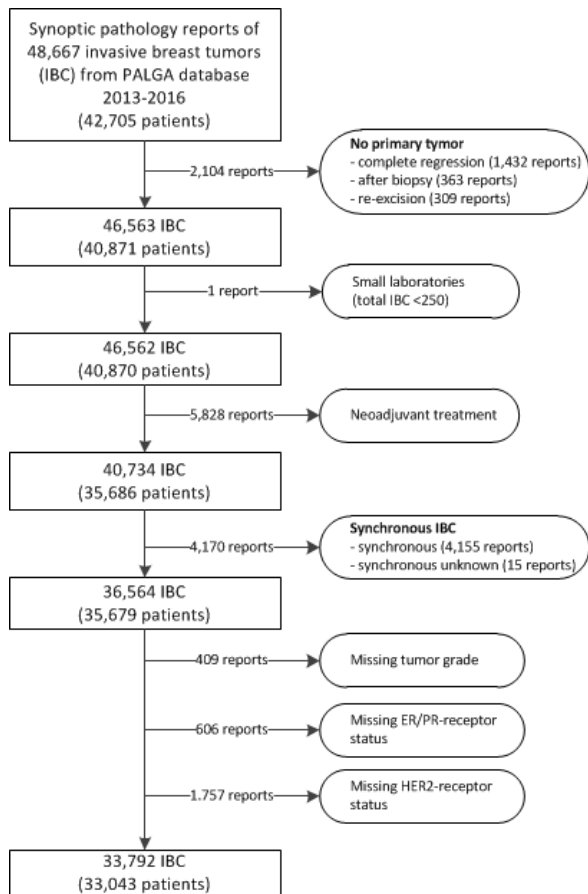 Synoptic pathology reports of
48,667 invasive breast tumors
(IBC) from PALGA database
2013-2016
(42,705 patients)
2,104 reports
No primary tumor
- complete regression (1,432 reports)
- after biopsy (363 reports)
- re-excision (309 reports)
46,563 IBC
(40,871 patients)
1 report
Small laboratories
(total IBC <250)
46,562 IBC
(40,870 patients)
5,828 reports
Neoadjuvant treatment
40,734 IBC
(35,686 patients)
4,170 reports
Synchronous IBC
- synchronous (4,155 reports)
- synchronous unknown (15 reports)
36,564 IBC
(35,679 patients)
409 reports
Missing tumor grade
606 reports
Missing ER/PR-receptor
status
1.757 reports
Missing HER2-receptor
status
33,792 IBC
(33,043 patients)